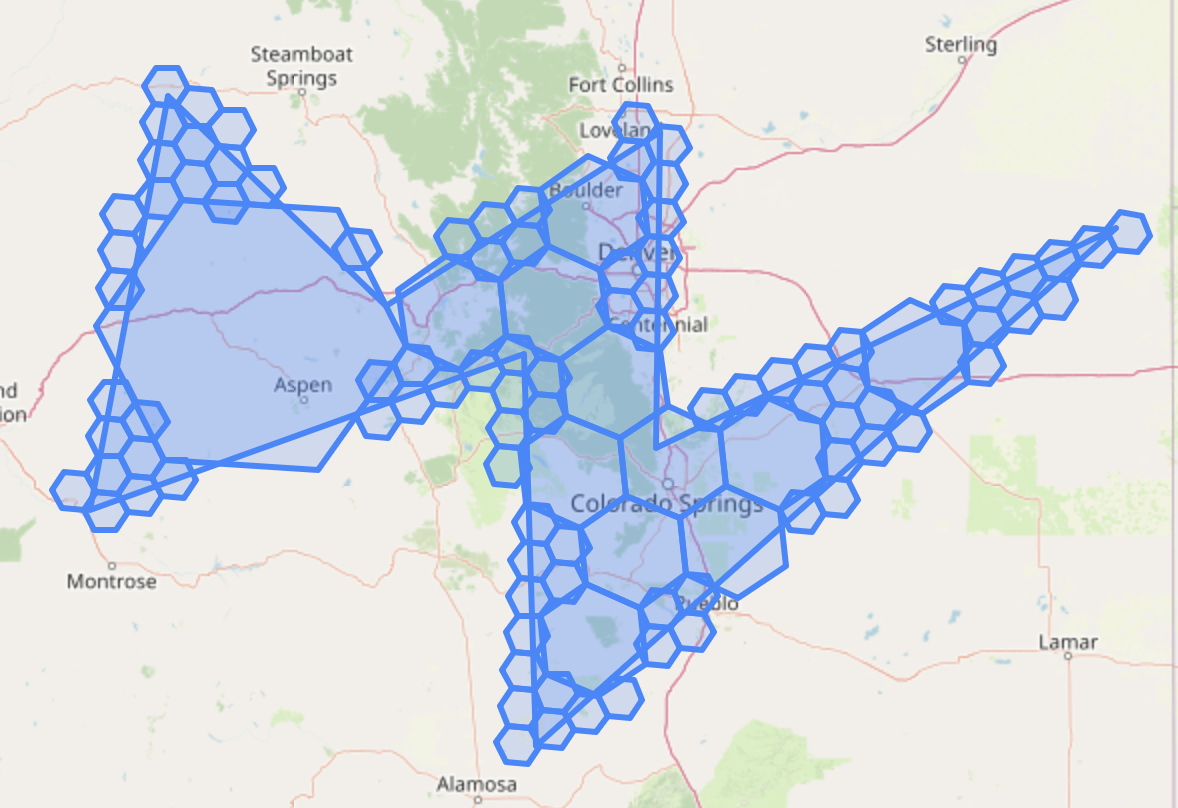 Steamboat
Springs
Sterling
Fort Collins
Loveland
Boulder
Denver
Centennial
nd
ion
Aspen
Colorado Springs
Montrose
Pueblo
Lamar
Alamosa